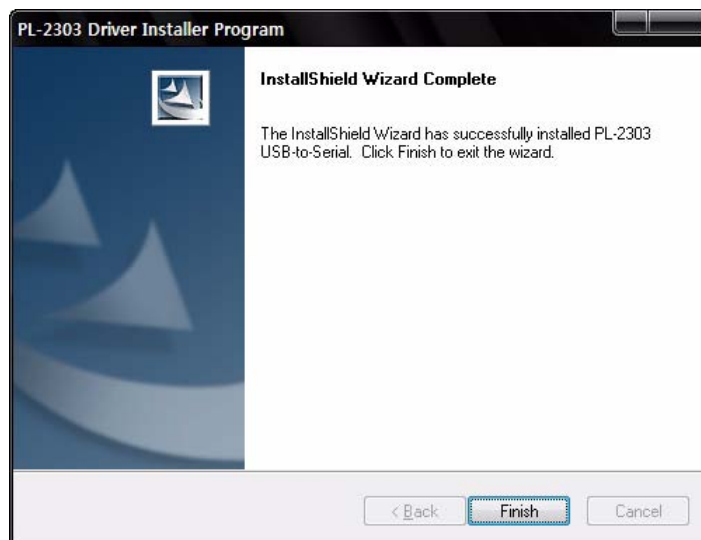 PL-2303 Driver Installer Program
InstallShield Wizard Complete
The InstallShield Wizard has successfully installed PL-2303
USB-to-Serial. Click Finish to exit the wizard.
< Back
Finish
Cancel